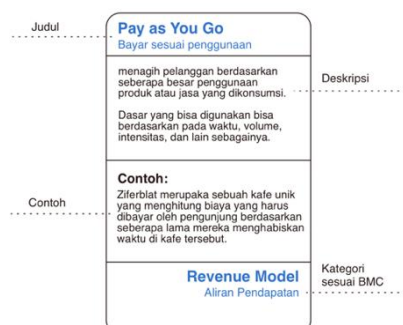 Judul
Pay as You Go
Bayar sesuai penggunaan
menagih pelanggan berdasarkan
seberapa besar penggunaan
produk atau jasa yang dikonsumsi.
Deskripsi
Dasar yang bisa digunakan bisa
berdasarkan pada waktu, volume,
intensitas, dan lain sebagainya.
Contoh:
Contoh
Ziferblat merupaka sebuah kafe unik
yang menghitung biaya yang harus
dibayar oleh pengunjung berdasarkan
seberapa lama mereka menghabiskan
waktu di kafe tersebut.
Revenue Model
Aliran Pendapatan
Kategori
sesuai BMC